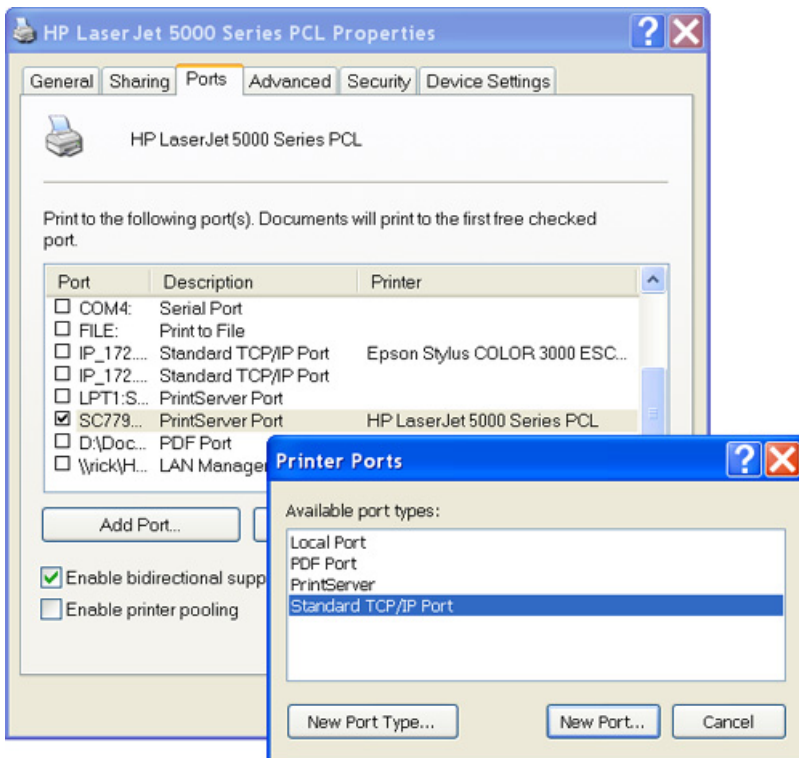 HP LaserJet 5000 Series PCL Properties
General Sharing Ports Advanced Security Device Settings
HP LaserJet 5000 Series PCL
Print to the following port(s). Documents will print to the first free checked
port.
Port Description Printer
COM4: Serial Port
FILE: Print to File
IP_172.... Standard TCP/IP Port Epson Stylus COLOR 3000 ESC...
IP_172.... Standard TCP/IP Port
LPT1:S... PrintServer Port
SC779... PrintServer Port HP LaserJet 5000 Series PCL
D:\Doc... PDF Port
\\rick\H... LAN Manager
Add Port...
Enable bidirectional supp
Enable printer pooling
Printer Ports
Available port types:
Local Port
PDF Port
PrintServer
Standard TCP/IP Port
New Port Type... New Port... Cancel